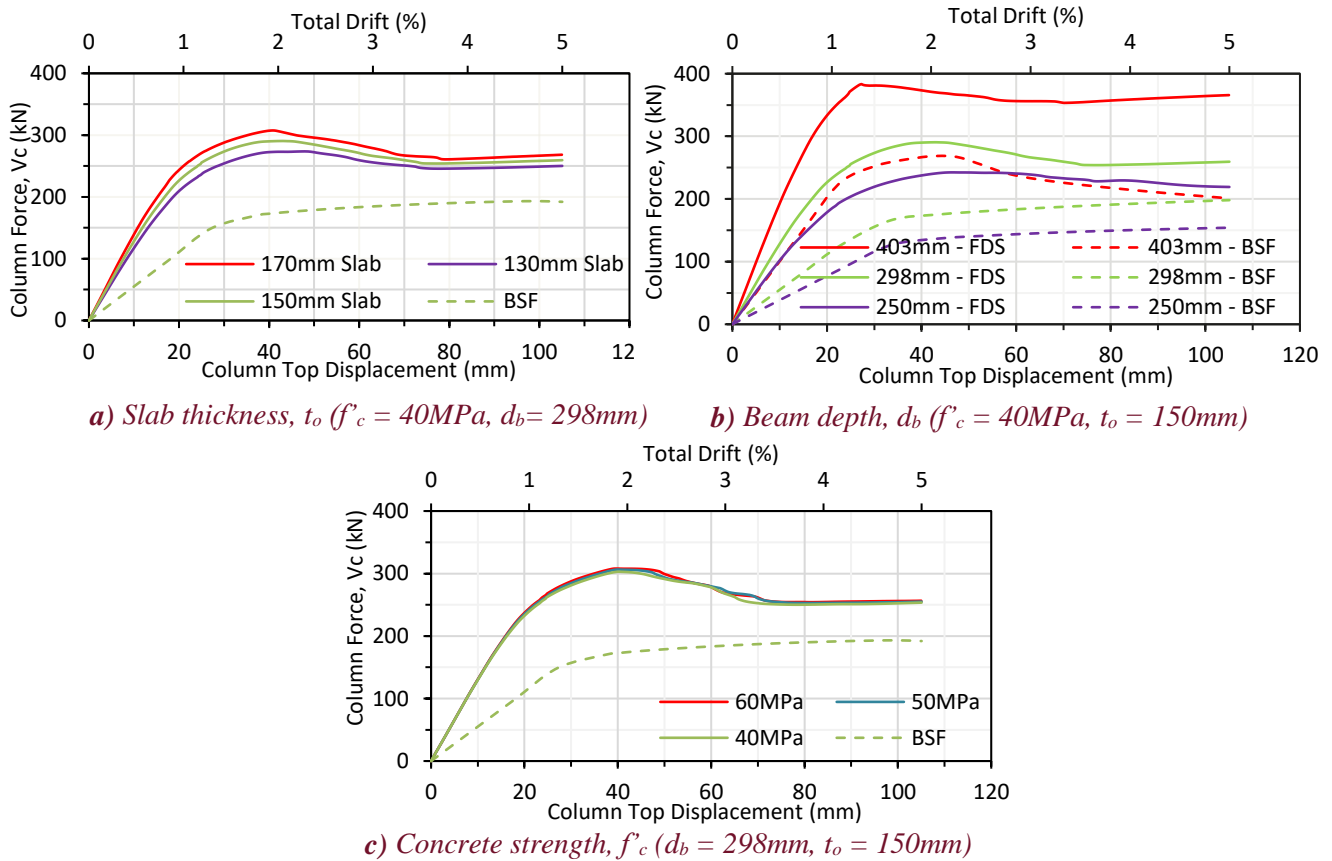 Total Drift (%)
0 1 2 3 4 5
Column Force, Vc (kN)
400
300
200
100
0
170mm Slab 130mm Slab
150mm Slab BSF
0 20 40 60 80 100 12
Column Top Displacement (mm)
a) Slab thickness, to (f'c = 40MPa, db= 298mm)
Total Drift (%)
0 1 2 3 4 5
Column Force, Vc (kN)
400
300
200
100
0
403mm - FDS 403mm - BSF
298mm - FDS 298mm - BSF
250mm - FDS 250mm - BSF
0 20 40 60 80 100 120
Column Top Displacement (mm)
b) Beam depth, db (f'c = 40MPa, to = 150mm)
Total Drift (%)
0 1 2 3 4 5
Column Force, Vc (kN)
400
300
200
100
0
60MPa 50MPa
40MPa BSF
0 20 40 60 80 100 120
Column Top Displacement (mm)
c) Concrete strength, f'c (db = 298mm, to = 150mm)